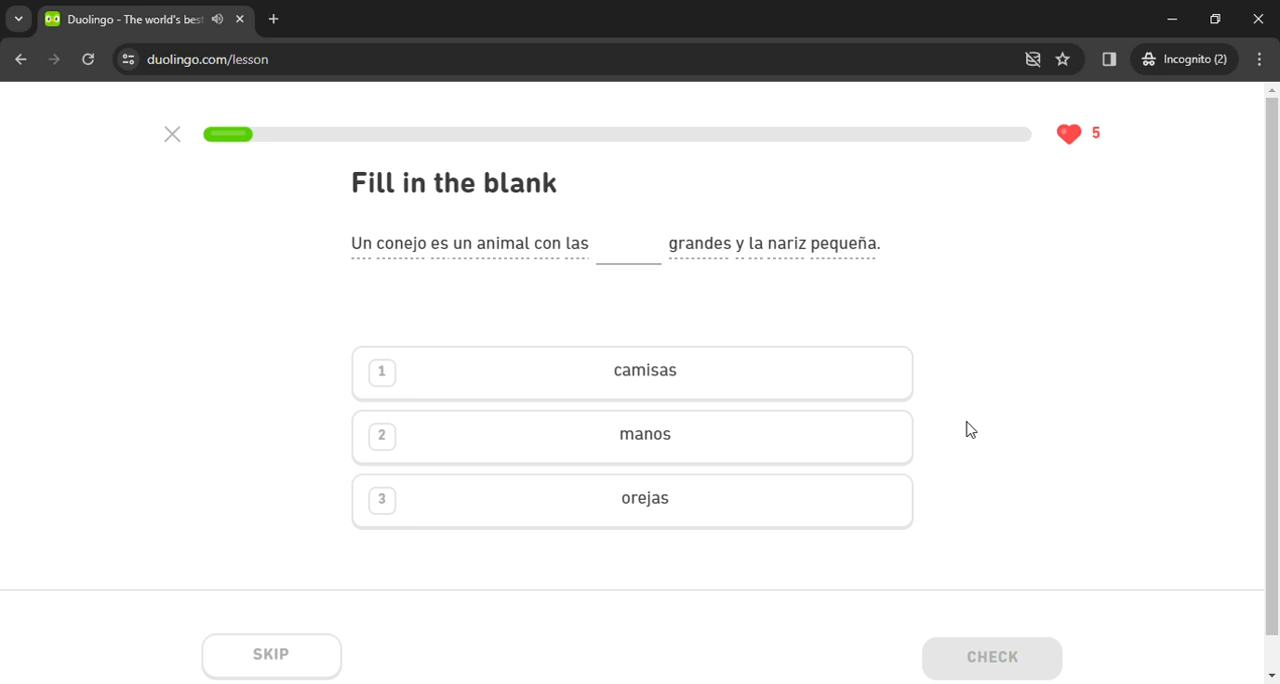 Duolingo - The world's best
duolingo.com/lesson
Incognito (2)
5
Fill in the blank
Un conejo es un animal con las ______ grandes y la nariz pequeña.
1 camisas
2 manos
3 orejas
SKIP
CHECK